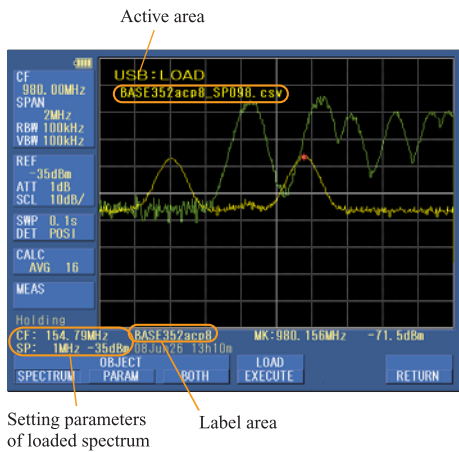 Active area
CF
980.00MHz
SPAN
2MHz
RBW 100kHz
VBW 100kHz
REF
-35dBm
ATT 1dB
SCL 10dB/
SWP 0.1s
DET POSI
CALC
AVG 16
MEAS
Holding
USB:LOAD
BASE352acp8_SP098.csv
CF: 154.79MHz BASE352acp8 MK:980.156MHz -71.5dBm
SP: 1MHz -35dBm 08Jun26 13h10m
OBJECT
SPECTRUM PARAM BOTH
LOAD
EXECUTE
RETURN
Setting parameters
of loaded spectrum
Label area